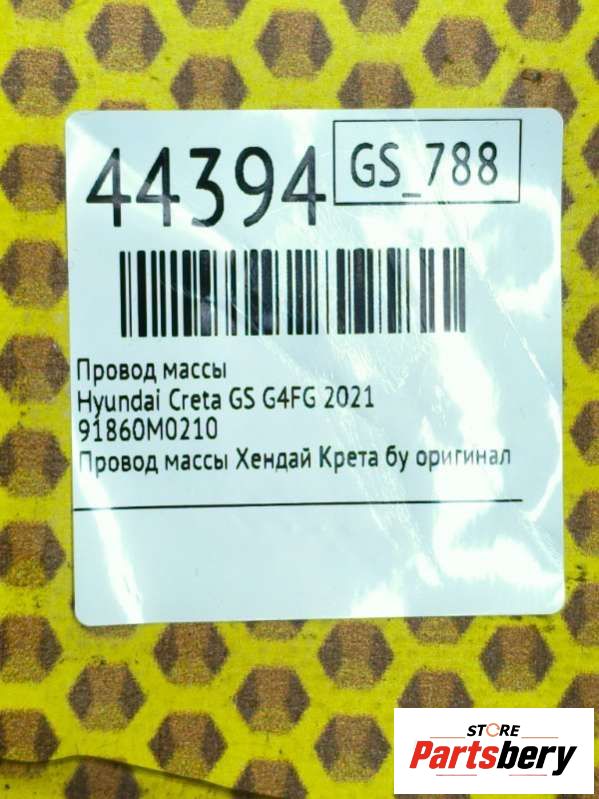 44394
GS_788
Провод массы
Hyundai Creta GS G4FG 2021
91860M0210
Провод массы Хендай Крета бу оригинал
STORE
Partsbery